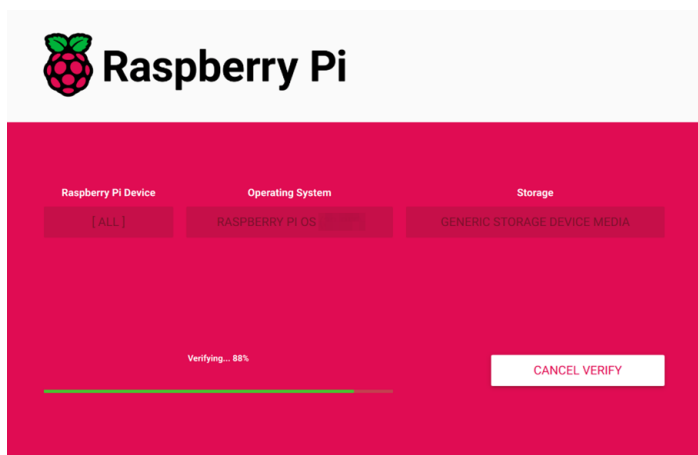 Raspberry Pi
Raspberry Pi Device
Operating System
Storage
[ ALL ]
RASPBERRY PI OS
GENERIC STORAGE DEVICE MEDIA
Verifying... 88%
CANCEL VERIFY